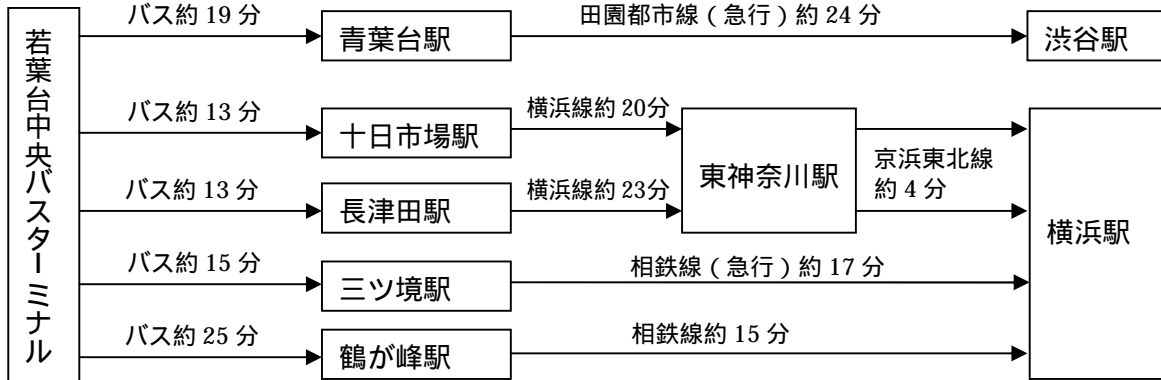 若葉台中央バスターミナル
バス約 19 分
青葉台駅
田園都市線（急行）約 24 分
渋谷駅
バス約 13 分
十日市場駅
横浜線約 20分
バス約 13 分
長津田駅
横浜線約 23分
東神奈川駅
京浜東北線
約 4 分
バス約 15 分
三ツ境駅
相鉄線（急行）約 17 分
バス約 25 分
鶴が峰駅
相鉄線約 15 分
横浜駅